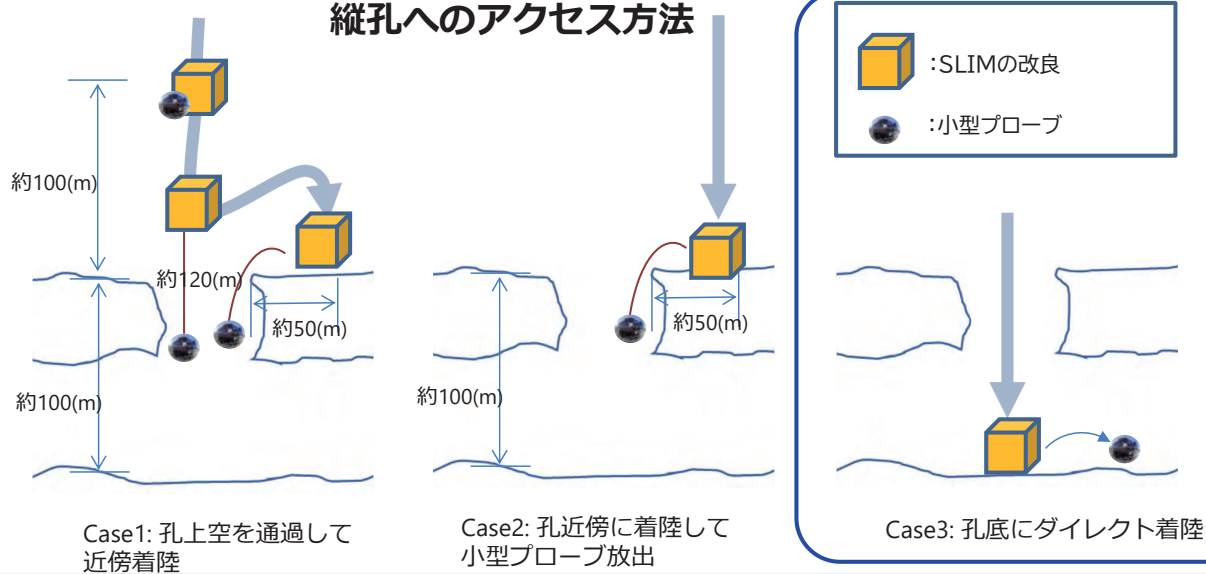 縦孔へのアクセス方法
:SLIMの改良
:小型プローブ
約100(m)
約120(m)
約50(m)
約100(m)
約50(m)
約100(m)
Case1: 孔上空を通過して
近傍着陸
Case2: 孔近傍に着陸して
小型プローブ放出
Case3: 孔底にダイレクト着陸